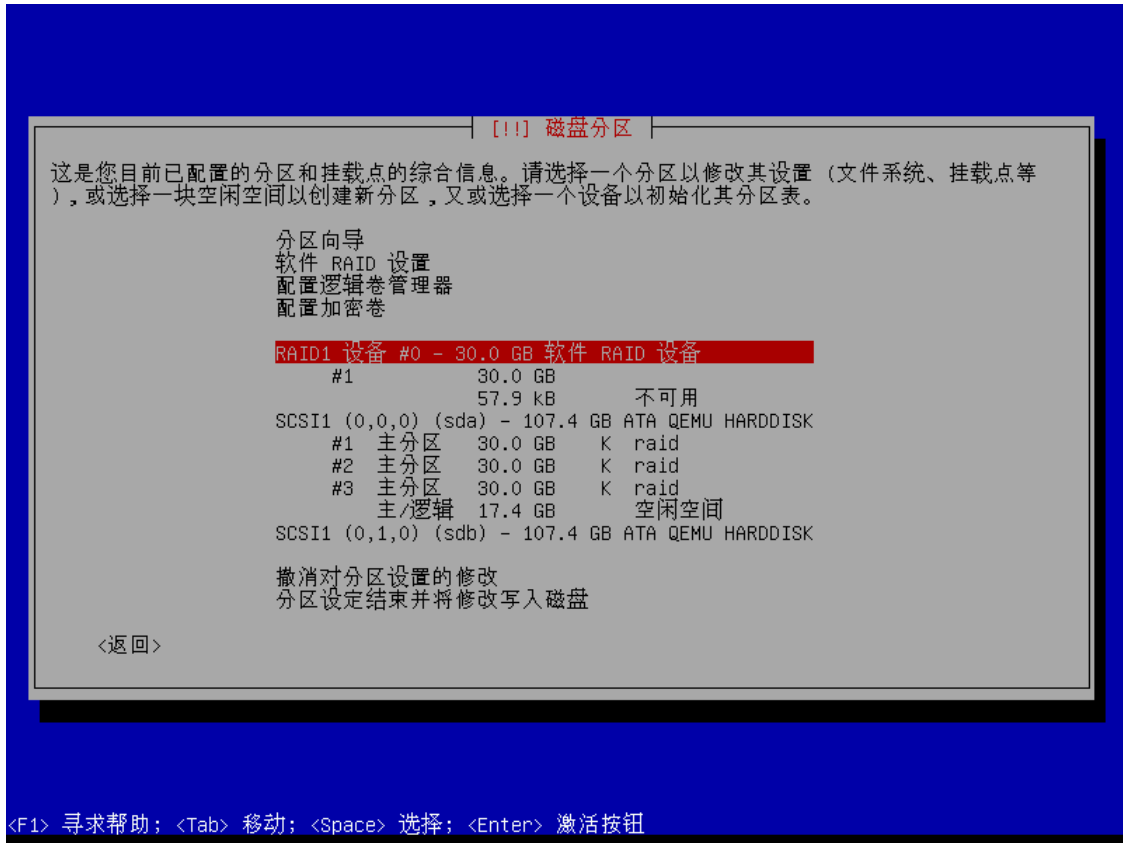 [!!] 磁盘分区
这是您目前已配置的分区和挂载点的综合信息。请选择一个分区以修改其设置 (文件系统、挂载点等
),或选择一块空闲空间以创建新分区,又或选择一个设备以初始化其分区表。
分区向导
软件 RAID 设置
配置逻辑卷管理器
配置加密卷
RAID1 设备 #0 - 30.0 GB 软件 RAID 设备
#1 30.0 GB
57.9 kB 不可用
SCSI1 (0,0,0) (sda) - 107.4 GB ATA QEMU HARDDISK
#1 主分区 30.0 GB K raid
#2 主分区 30.0 GB K raid
#3 主分区 30.0 GB K raid
主/逻辑 17.4 GB 空闲空间
SCSI1 (0,1,0) (sdb) - 107.4 GB ATA QEMU HARDDISK
撤消对分区设置的修改
分区设定结束并将修改写入磁盘
<返回>
<F1> 寻求帮助; <Tab> 移动; <Space> 选择; <Enter> 激活按钮